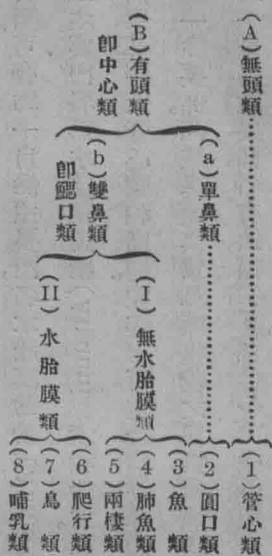 (A)無頭類
(1)管心類
(B)有頭類
卽中心類
(a)單鼻類
(2)圓口類
(b)雙鼻類
卽鰓口類
(I)無水胎膜類
(3)魚類
(4)肺魚類
(5)兩棲類
(II)水胎膜類
(6)爬行類
(7)鳥類
(8)哺乳類